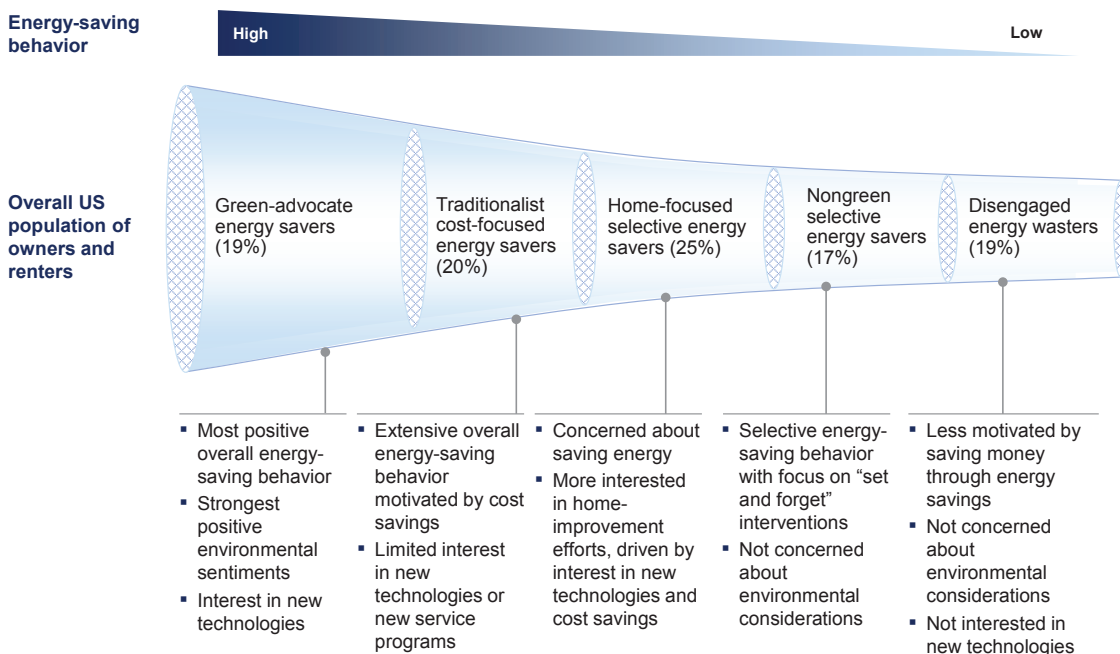 Energy-saving
behavior
High
Low
Overall US
population of
owners and
renters
Green-advocate
energy savers
(19%)
Traditionalist
cost-focused
energy savers
(20%)
Home-focused
selective energy
savers (25%)
Nongreen
selective
energy savers
(17%)
Disengaged
energy wasters
(19%)
▪ Most positive
overall energy-
saving behavior
▪ Strongest
positive
environmental
sentiments
▪ Interest in new
technologies
▪ Extensive overall
energy-saving
behavior
motivated by cost
savings
▪ Limited interest
in new
technologies or
new service
programs
▪ Concerned about
saving energy
▪ More interested
in home-
improvement
efforts, driven by
interest in new
technologies and
cost savings
▪ Selective energy-
saving behavior
with focus on “set
and forget”
interventions
▪ Not concerned
about
environmental
considerations
▪ Less motivated by
saving money
through energy
savings
▪ Not concerned
about
environmental
considerations
▪ Not interested in
new technologies